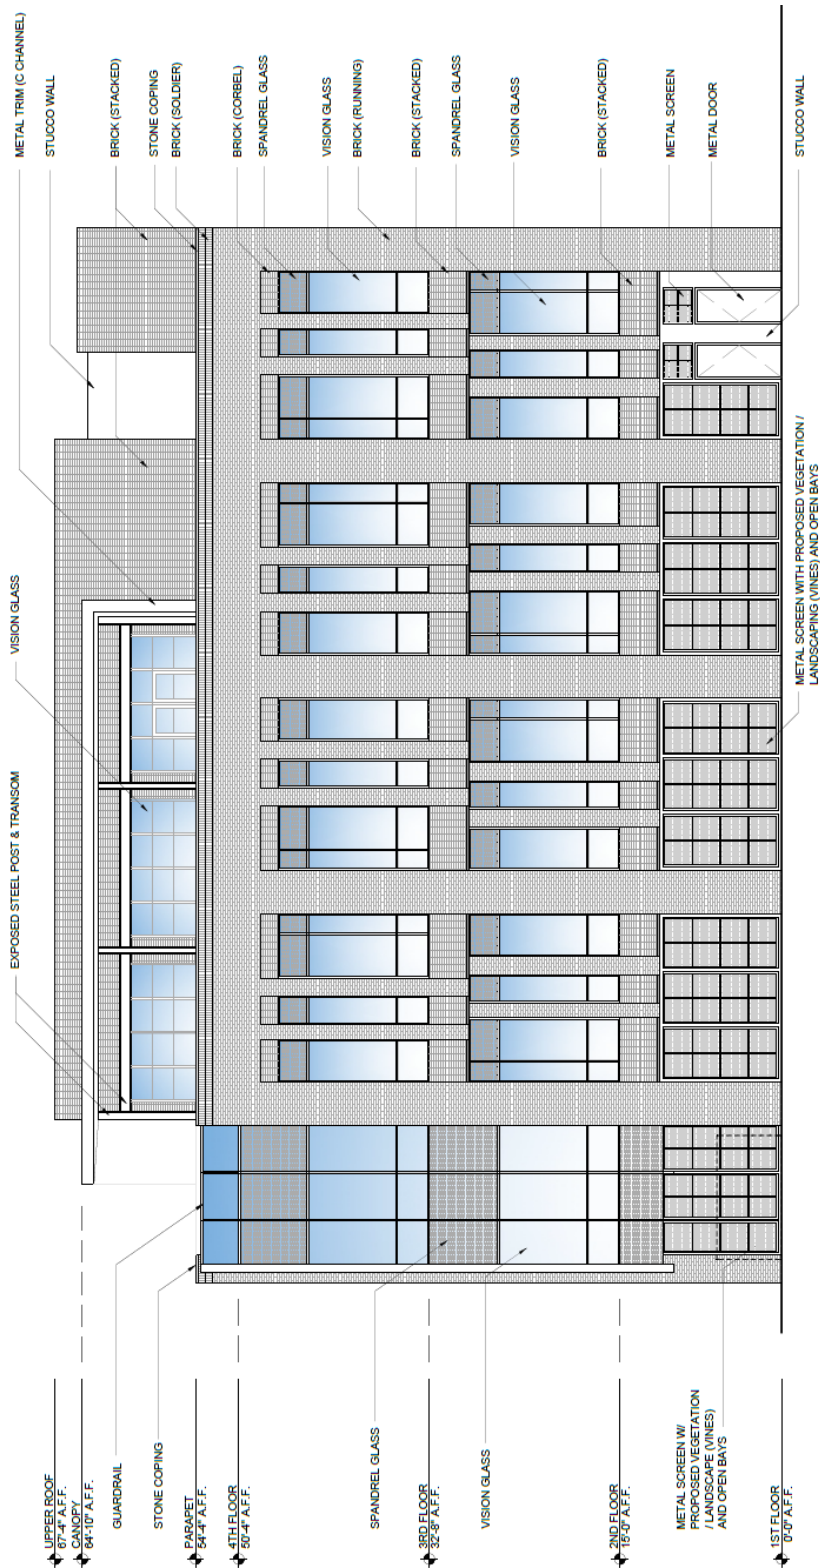 METAL TRIM (C CHANNEL)
STUCCO WALL
BRICK (STACKED)
STONE COPING
BRICK (SOLDIER)
BRICK (CORBEL)
SPANDREL GLASS
VISION GLASS
BRICK (RUNNING)
BRICK (STACKED)
SPANDREL GLASS
VISION GLASS
BRICK (STACKED)
METAL SCREEN
METAL DOOR
STUCCO WALL
VISION GLASS
EXPOSED STEEL POST & TRANSOM
METAL SCREEN WITH PROPOSED VEGETATION /
LANDSCAPING (VINES) AND OPEN BAYS
UPPER ROOF
67'-4" A.F.F.
CANOPY
64'-10" A.F.F.
GUARDRAIL
STONE COPING
PARAPET
54'-4" A.F.F.
4TH FLOOR
50'-4" A.F.F.
SPANDREL GLASS
3RD FLOOR
32'-8" A.F.F.
VISION GLASS
2ND FLOOR
15'-0" A.F.F.
METAL SCREEN W/
PROPOSED VEGETATION
/ LANDSCAPE (VINES)
AND OPEN BAYS
1ST FLOOR
0'-0" A.F.F.